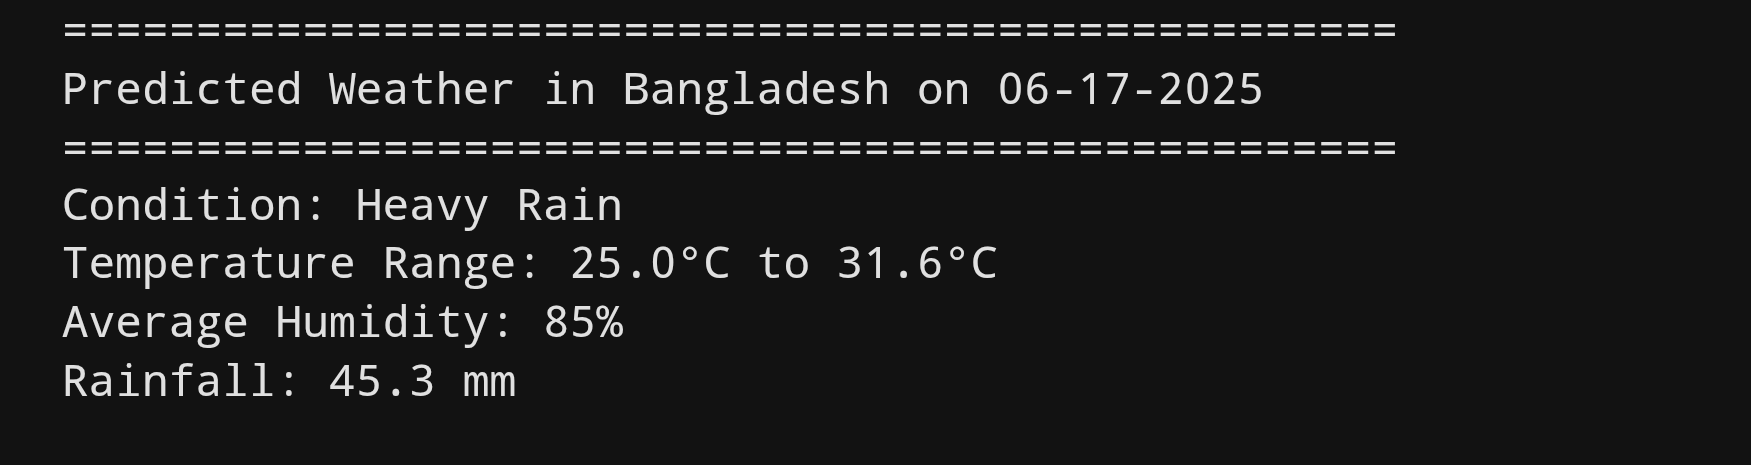 ==================================================
Predicted Weather in Bangladesh on 06-17-2025
==================================================
Condition: Heavy Rain
Temperature Range: 25.0°C to 31.6°C
Average Humidity: 85%
Rainfall: 45.3 mm